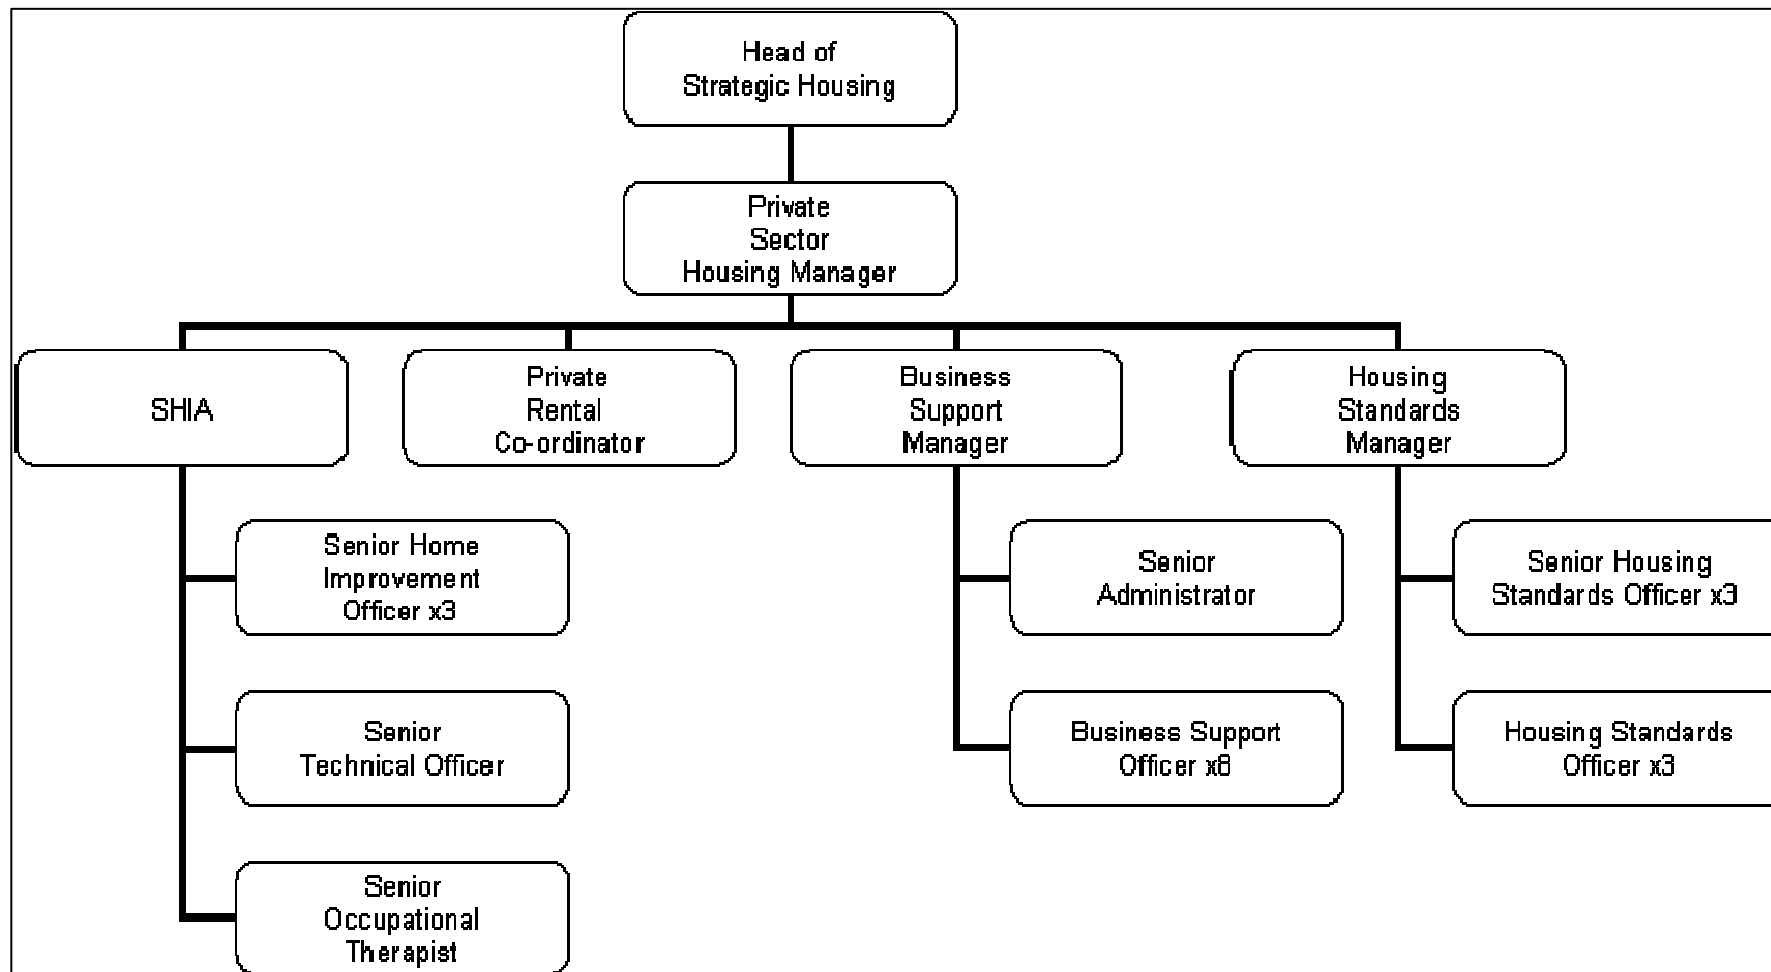 Head of
Strategic Housing
Private
Sector
Housing Manager
SHIA
Private
Rental
Co-ordinator
Business
Support
Manager
Housing
Standards
Manager
Senior Home
Improvement
Officer x3
Senior
Technical Officer
Senior
Occupational
Therapist
Senior
Administrator
Business Support
Officer
Senior Housing
Standards Officer x3
Housing Standards
Officer x3